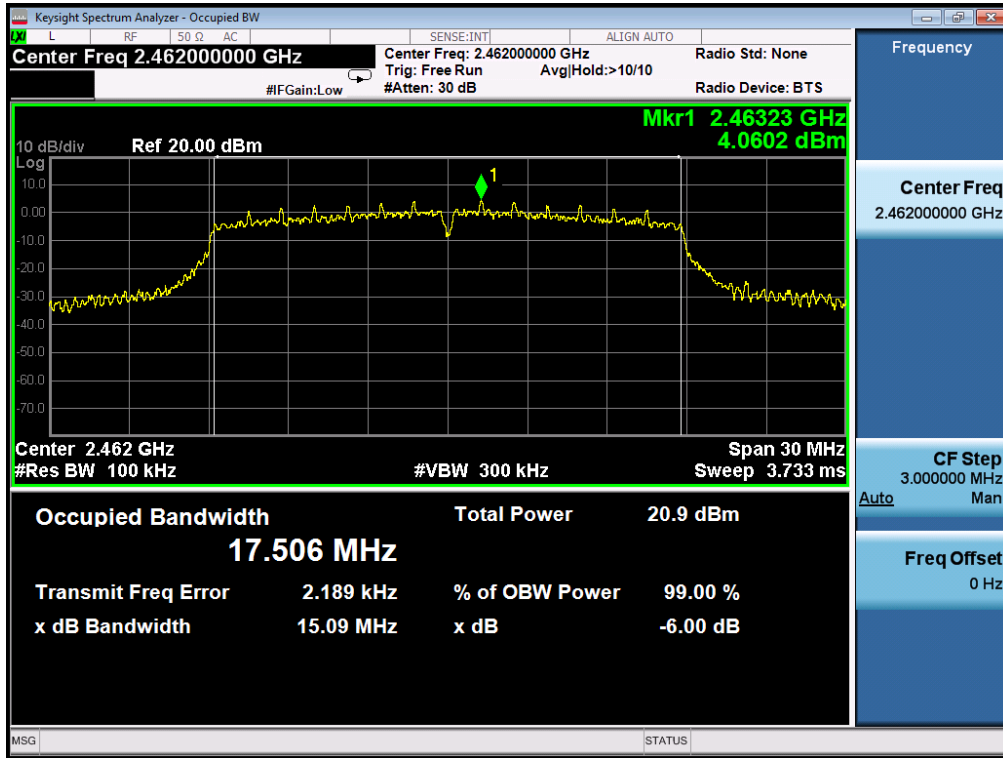 Keysight Spectrum Analyzer - Occupied BW
LXI L RF 50 Ω AC SENSE:INT ALIGN AUTO
Center Freq 2.462000000 GHz
Center Freq: 2.462000000 GHz Radio Std: None
Trig: Free Run Avg|Hold:>10/10
#IFGain:Low #Atten: 30 dB Radio Device: BTS
Mkr1 2.46323 GHz
4.0602 dBm
10 dB/div Ref 20.00 dBm
Log
10.0
0.00
-10.0
-20.0
-30.0
-40.0
-50.0
-60.0
-70.0
1
Center 2.462 GHz Span 30 MHz
#Res BW 100 kHz #VBW 300 kHz Sweep 3.733 ms
Occupied Bandwidth Total Power 20.9 dBm
17.506 MHz
Transmit Freq Error 2.189 kHz % of OBW Power 99.00 %
x dB Bandwidth 15.09 MHz x dB -6.00 dB
MSG STATUS
Frequency
Center Freq
2.462000000 GHz
CF Step
3.000000 MHz
Auto Man
Freq Offset
0 Hz